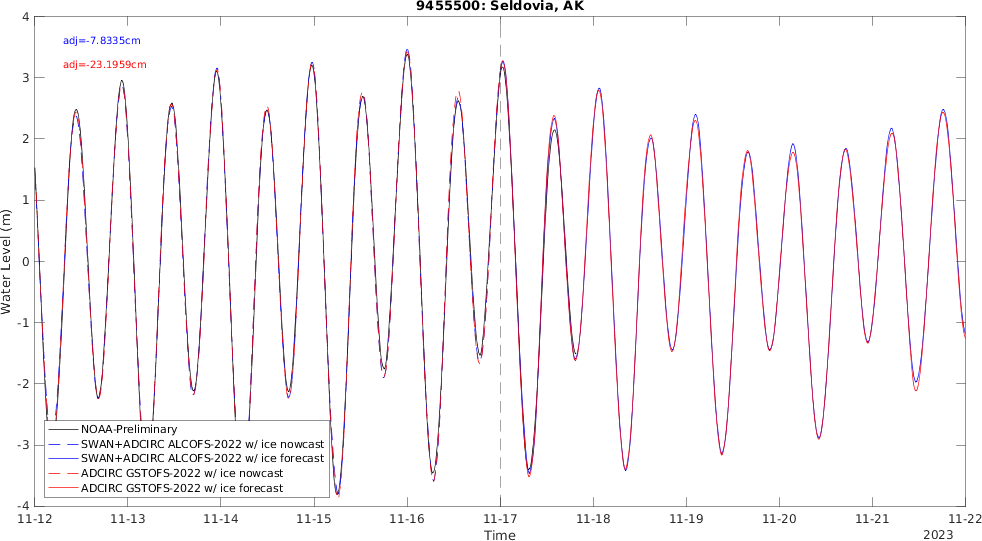 9455500: Seldovia, AK
adj=-7.8335cm
adj=-23.1959cm
4
3
2
1
0
-1
-2
-3
-4
Water Level (m)
NOAA-Preliminary
SWAN+ADCIRC ALCOFS-2022 w/ ice nowcast
SWAN+ADCIRC ALCOFS-2022 w/ ice forecast
ADCIRC GSTOFS-2022 w/ ice nowcast
ADCIRC GSTOFS-2022 w/ ice forecast
11-12 11-13 11-14 11-15 11-16 11-17 11-18 11-19 11-20 11-21 11-22
Time
2023